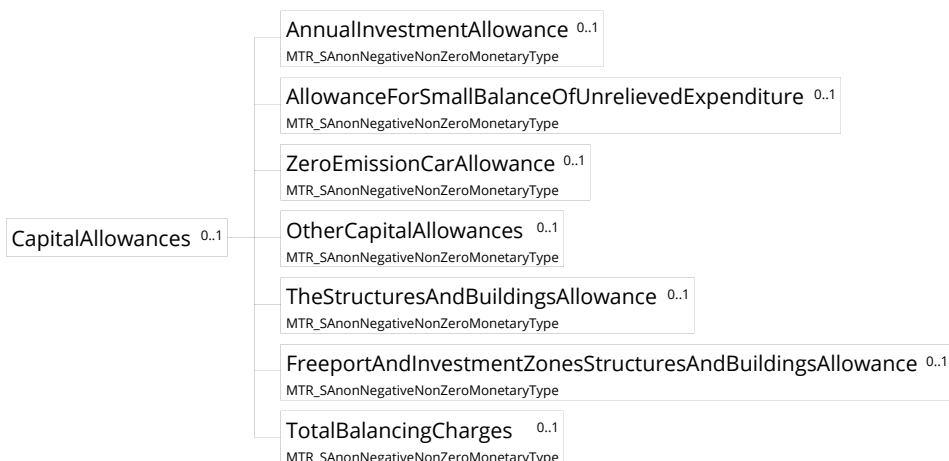 AnnualInvestmentAllowance 0..1
MTR_SAnonNegativeNonZeroMonetaryType
AllowanceForSmallBalanceOfUnrelievedExpenditure 0..1
MTR_SAnonNegativeNonZeroMonetaryType
ZeroEmissionCarAllowance 0..1
MTR_SAnonNegativeNonZeroMonetaryType
CapitalAllowances 0..1
OtherCapitalAllowances 0..1
MTR_SAnonNegativeNonZeroMonetaryType
TheStructuresAndBuildingsAllowance 0..1
MTR_SAnonNegativeNonZeroMonetaryType
FreeportAndInvestmentZonesStructuresAndBuildingsAllowance 0..1
MTR_SAnonNegativeNonZeroMonetaryType
TotalBalancingCharges 0..1
MTR_SAnonNegativeNonZeroMonetaryType